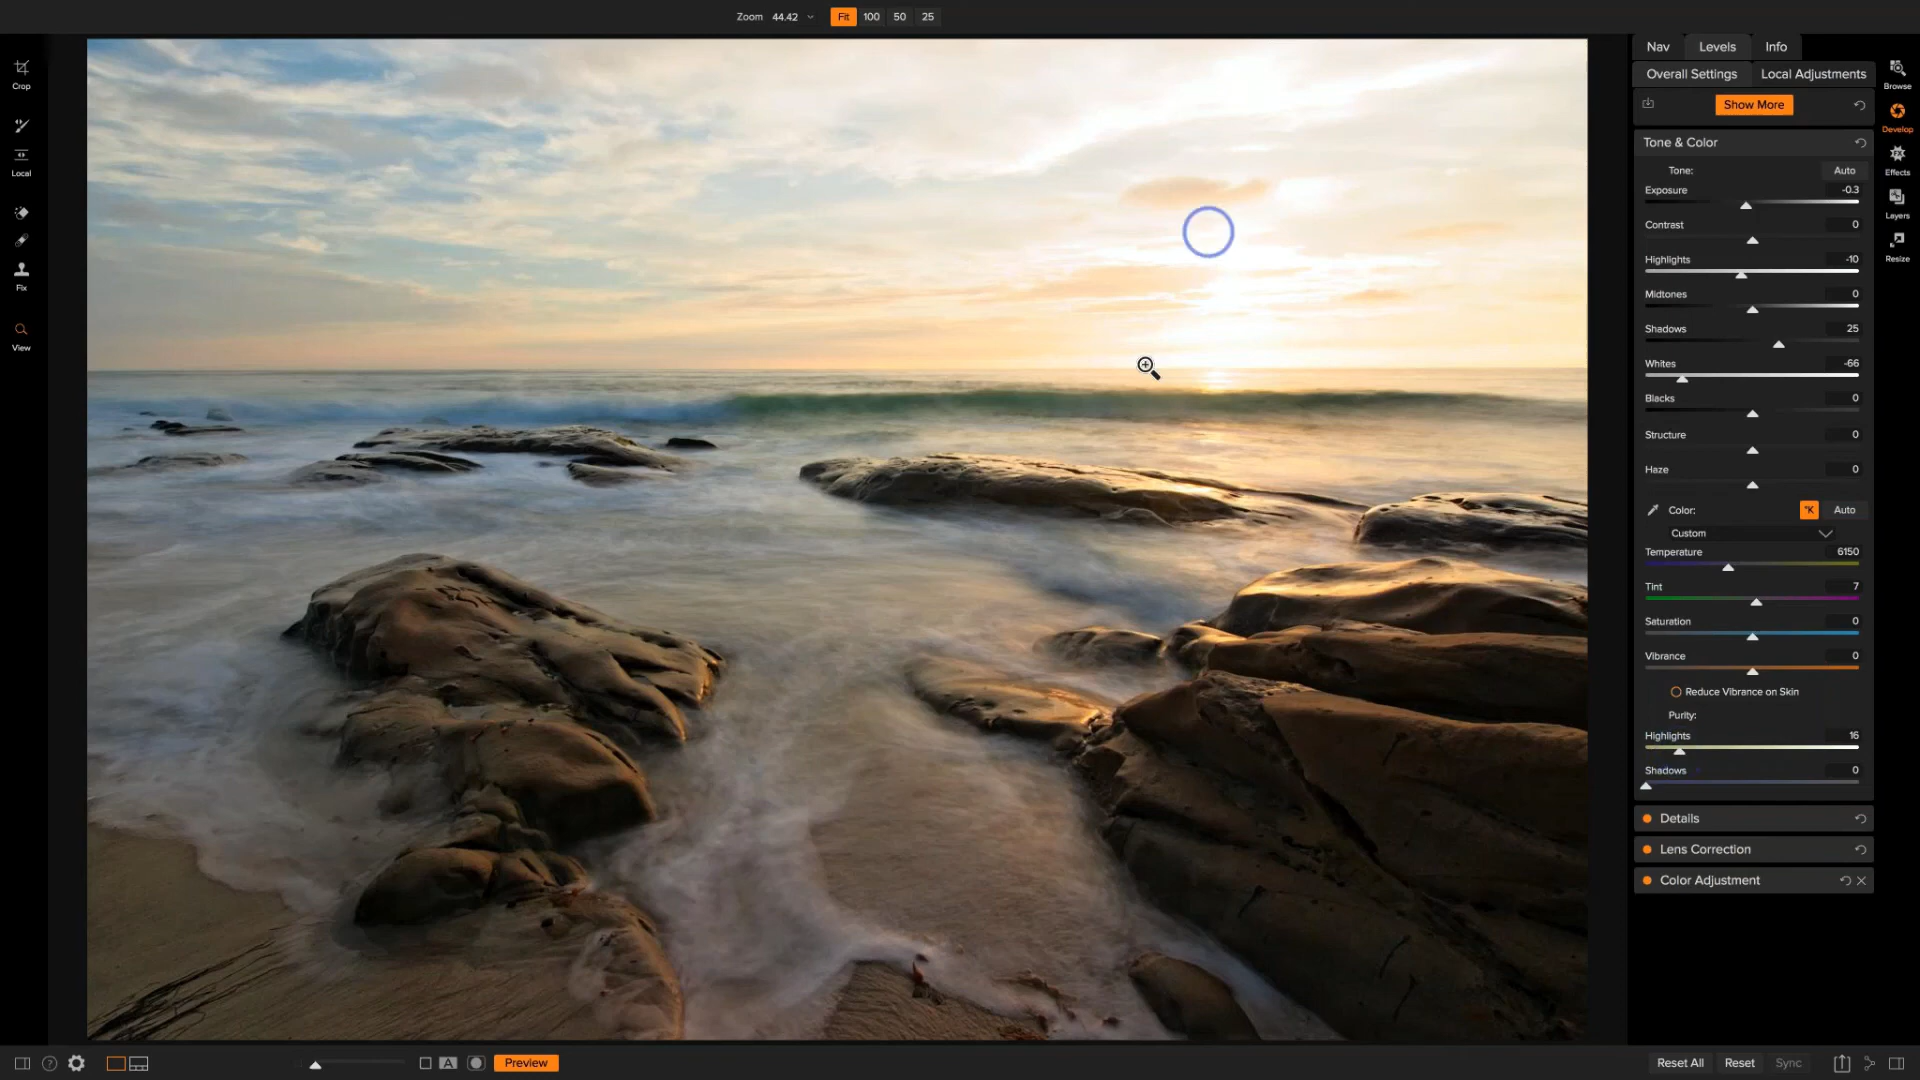 Zoom 44.42 Fit 100 50 25
Nav Levels Info
Overall Settings Local Adjustments
Show More
Tone & Color
Tone: Auto
Exposure -0.3
Contrast 0
Highlights -10
Midtones 0
Shadows 25
Whites -66
Blacks 0
Structure 0
Haze 0
Color: °K Auto
Custom
Temperature 6150
Tint 7
Saturation 0
Vibrance 0
Reduce Vibrance on Skin
Purity:
Highlights 16
Shadows 0
Details
Lens Correction
Color Adjustment
Crop
Local
Fix
View
Browse
Develop
Effects
Layers
Resize
? A Preview
Reset All Reset Sync